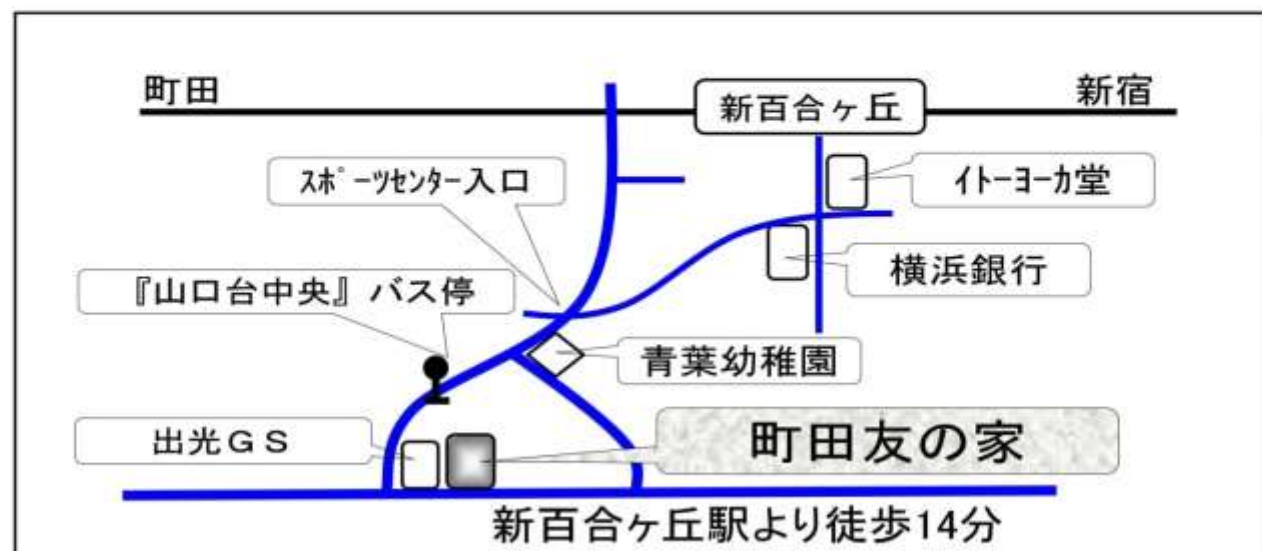 町田
新宿
新百合ヶ丘
スポーツセンター入口
イトーヨーカ堂
『山口台中央』バス停
横浜銀行
青葉幼稚園
出光ＧＳ
町田友の家
新百合ヶ丘駅より徒歩14分